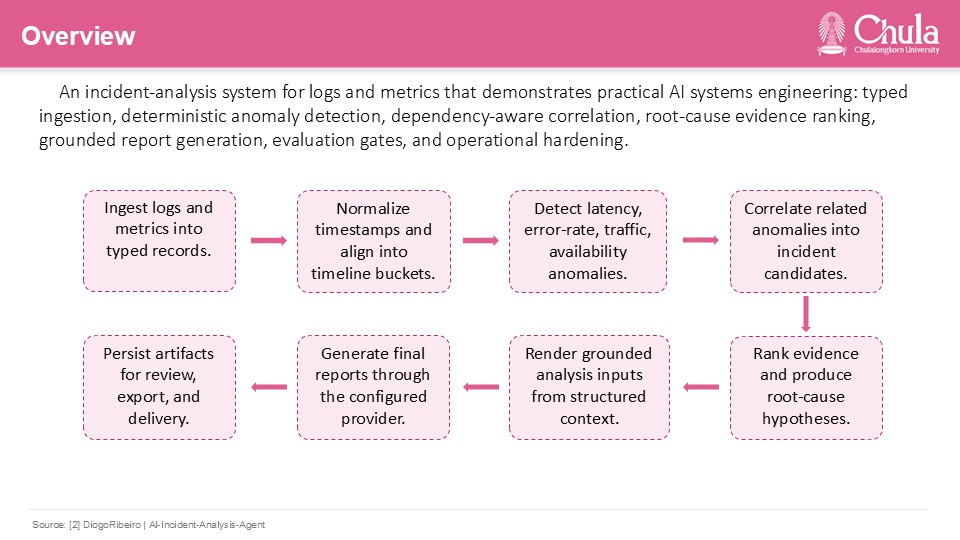 Overview
Chula
Chulalongkorn University
An incident-analysis system for logs and metrics that demonstrates practical AI systems engineering: typed
ingestion, deterministic anomaly detection, dependency-aware correlation, root-cause evidence ranking,
grounded report generation, evaluation gates, and operational hardening.
Ingest logs and
metrics into
typed records.
Normalize
timestamps and
align into
timeline buckets.
Detect latency,
error-rate, traffic,
availability
anomalies.
Correlate related
anomalies into
incident
candidates.
Rank evidence
and produce
root-cause
hypotheses.
Render grounded
analysis inputs
from structured
context.
Generate final
reports through
the configured
provider.
Persist artifacts
for review,
export, and
delivery.
Source: [2] DiogoRibeiro | AI-Incident-Analysis-Agent